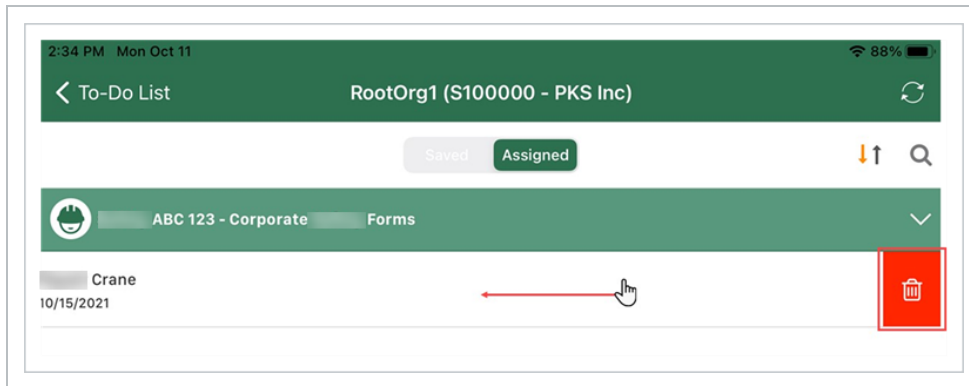 2:34 PM Mon Oct 11 88%
To-Do List RootOrg1 (S100000 - PKS Inc)
Saved Assigned
ABC 123 - Corporate Forms
Crane
10/15/2021